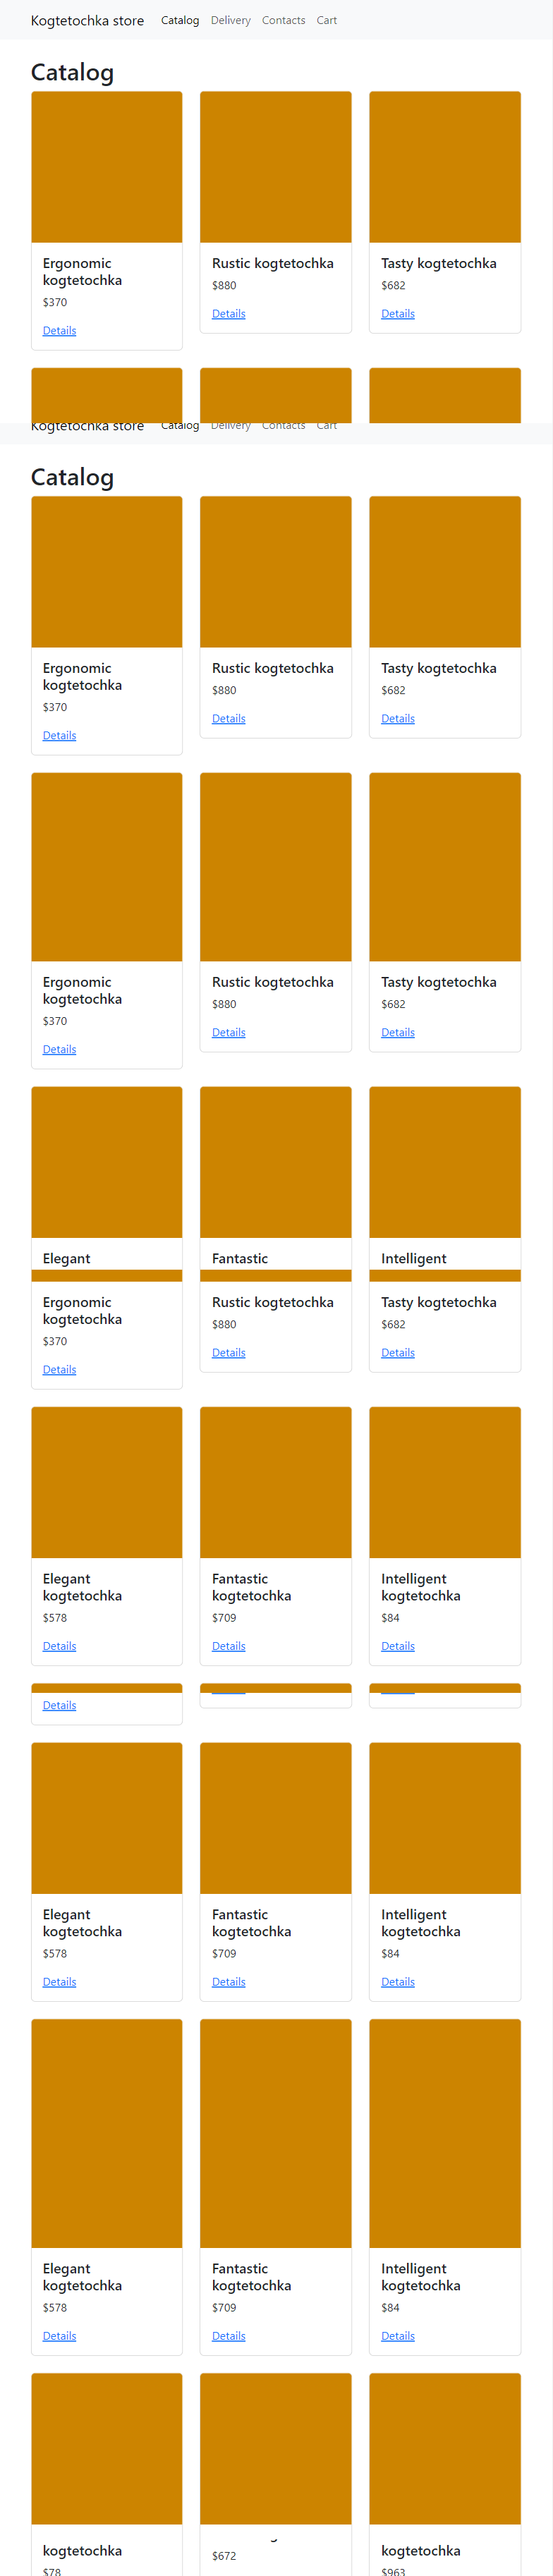 Kogtetochka store Catalog Delivery Contacts Cart
Catalog
Ergonomic
kogtetochka
$370
Details
Rustic kogtetochka
$880
Details
Tasty kogtetochka
$682
Details
Kogtetochka store Catalog Delivery Contacts Cart
Catalog
Ergonomic
kogtetochka
$370
Details
Rustic kogtetochka
$880
Details
Tasty kogtetochka
$682
Details
Ergonomic
kogtetochka
$370
Details
Rustic kogtetochka
$880
Details
Tasty kogtetochka
$682
Details
Elegant
Fantastic
Intelligent
Ergonomic
kogtetochka
$370
Details
Rustic kogtetochka
$880
Details
Tasty kogtetochka
$682
Details
Elegant
kogtetochka
$578
Details
Fantastic
kogtetochka
$709
Details
Intelligent
kogtetochka
$84
Details
Details
Elegant
kogtetochka
$578
Details
Fantastic
kogtetochka
$709
Details
Intelligent
kogtetochka
$84
Details
Elegant
kogtetochka
$578
Details
Fantastic
kogtetochka
$709
Details
Intelligent
kogtetochka
$84
Details
kogtetochka
$78
$672
kogtetochka
$963